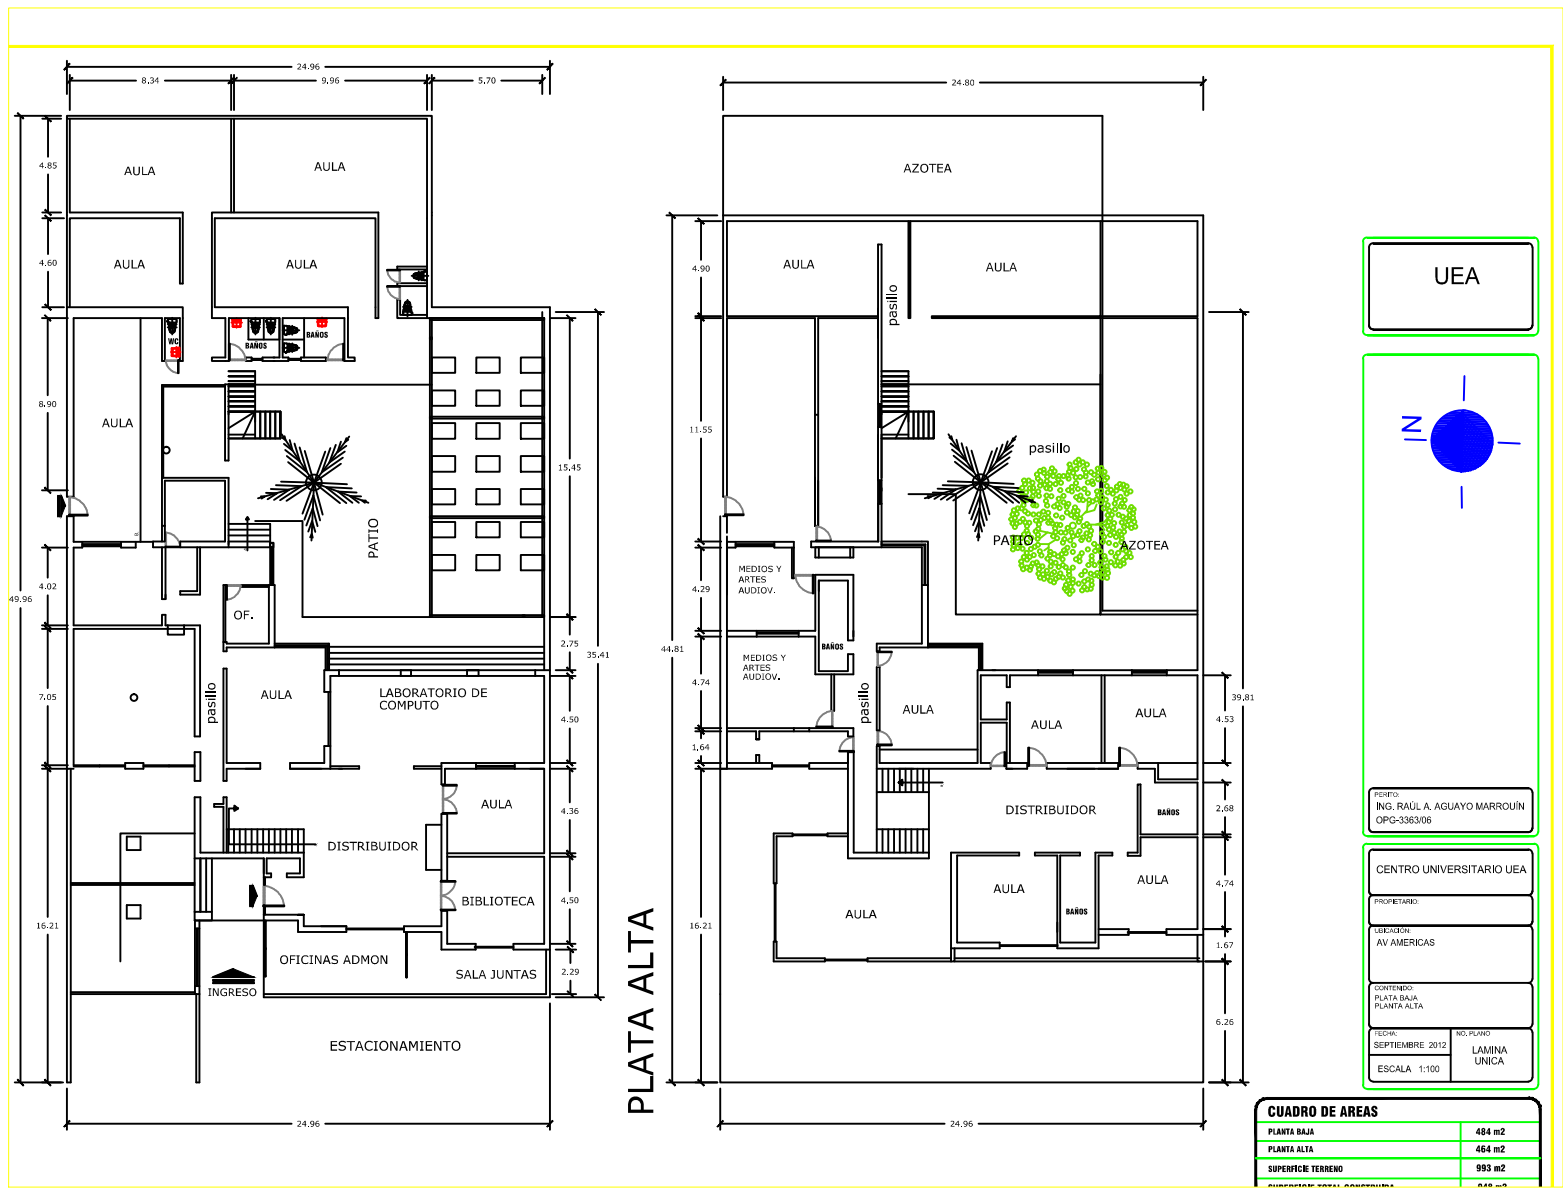 24.96
8.34
9.96
5.70
24.80
4.85
AULA
AULA
AZOTEA
4.60
AULA
AULA
4.90
AULA
AULA
pasillo
UEA
WC
BAÑOS
BAÑOS
8.90
AULA
11.55
pasillo
N
15.45
PATIO
PATIO
AZOTEA
4.02
49.96
OF.
4.29
MEDIOS Y
ARTES
AUDIOV.
2.75
35.41
44.81
BAÑOS
7.05
pasillo
AULA
LABORATORIO DE
COMPUTO
4.50
4.74
MEDIOS Y
ARTES
AUDIOV.
pasillo
AULA
AULA
AULA
4.53
39.81
1.64
AULA
4.36
DISTRIBUIDOR
DISTRIBUIDOR
BAÑOS
2.68
BIBLIOTECA
4.50
16.21
AULA
AULA
BAÑOS
AULA
4.74
16.21
OFICINAS ADMON
SALA JUNTAS
2.29
1.67
INGRESO
ESTACIONAMIENTO
6.26
PLATA ALTA
24.96
24.96
PERITO:
ING. RAÚL A. AGUAYO MARROUÍN
OPG-3363/06
CENTRO UNIVERSITARIO UEA
PROPIETARIO:
UBICACIÓN:
AV AMERICAS
CONTENIDO:
PLATA BAJA
PLANTA ALTA
FECHA:
SEPTIEMBRE 2012
NO. PLANO
LAMINA
UNICA
ESCALA 1:100
CUADRO DE AREAS
PLANTA BAJA 484 m2
PLANTA ALTA 464 m2
SUPERFICIE TERRENO 993 m2
SUPERFICIE TOTAL CONSTRUIDA 948 m2